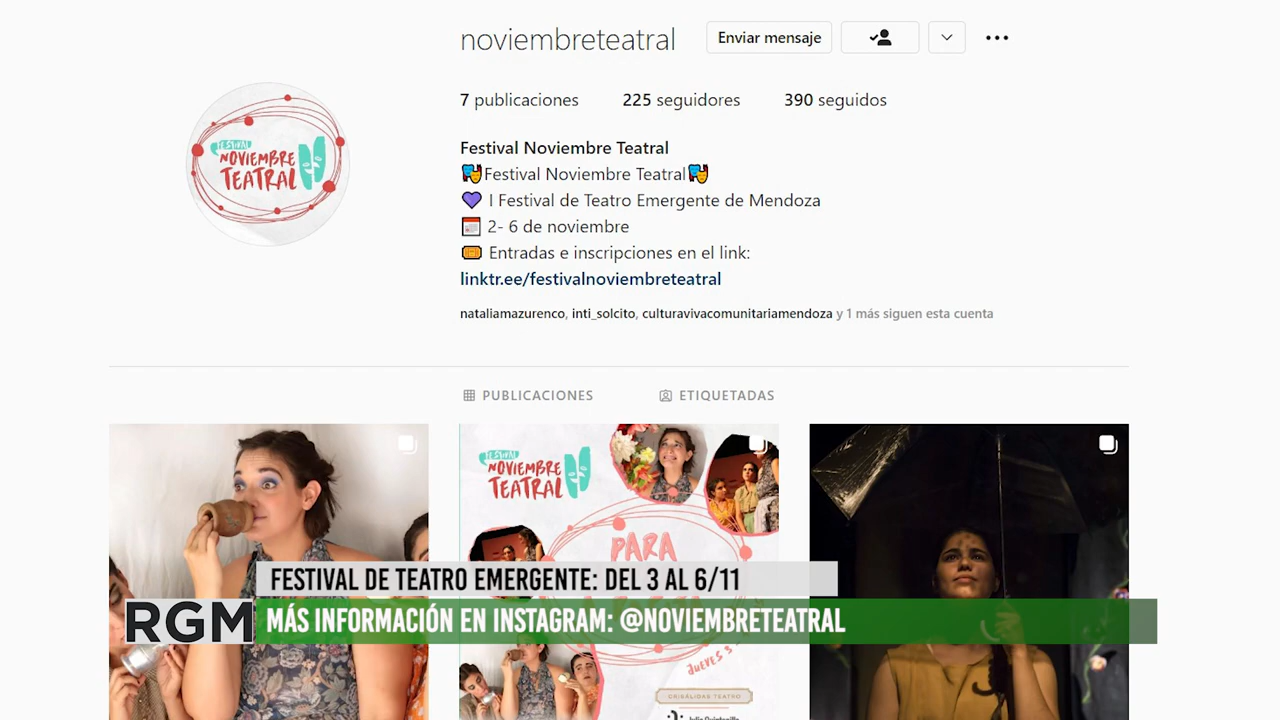 noviembreteatral
Enviar mensaje
7 publicaciones
225 seguidores
390 seguidos
FESTIVAL
NOVIEMBRE
TEATRAL
Festival Noviembre Teatral
🎭Festival Noviembre Teatral🎭
💜 I Festival de Teatro Emergente de Mendoza
📅 2- 6 de noviembre
🎟 Entradas e inscripciones en el link:
linktr.ee/festivalnoviembreteatral
nataliamazurenco, inti_solcito, culturavivacomunitariamendoza y 1 más siguen esta cuenta
PUBLICACIONES
ETIQUETADAS
FESTIVAL
NOVIEMBRE
TEATRAL
PARA
FESTIVAL DE TEATRO EMERGENTE: DEL 3 AL 6/11
RGM
MÁS INFORMACIÓN EN INSTAGRAM: @NOVIEMBRETEATRAL
JUEVES 3
CRISÁLIDAS TEATRO